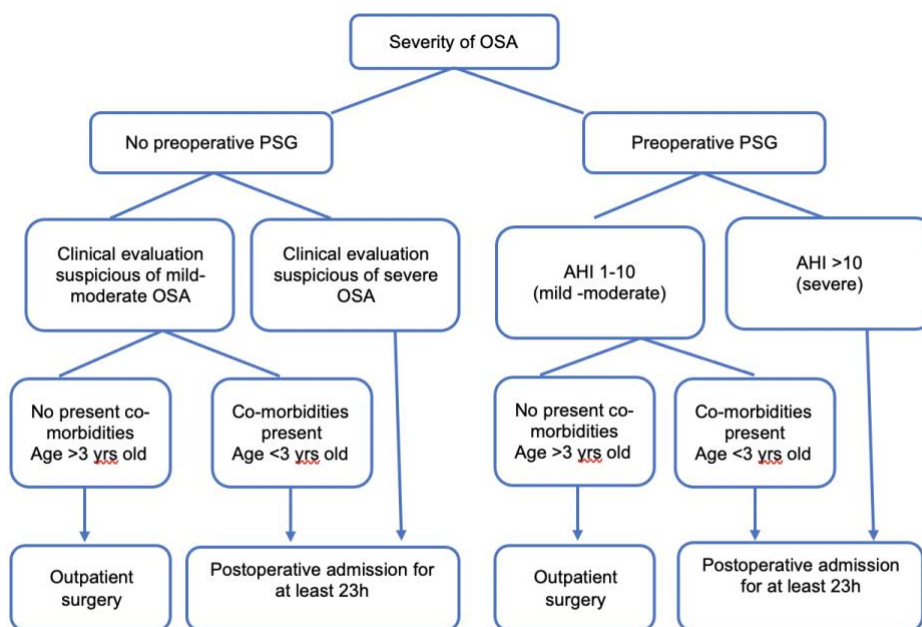 Severity of OSA
No preoperative PSG
Preoperative PSG
Clinical evaluation
suspicious of mild-
moderate OSA
Clinical evaluation
suspicious of severe
OSA
AHI 1-10
(mild -moderate)
AHI >10
(severe)
No present co-
morbidities
Age >3 yrs old
Co-morbidities
present
Age <3 yrs old
No present co-
morbidities
Age >3 yrs old
Co-morbidities
present
Age <3 yrs old
Outpatient
surgery
Postoperative admission for
at least 23h
Outpatient
surgery
Postoperative admission
for at least 23h